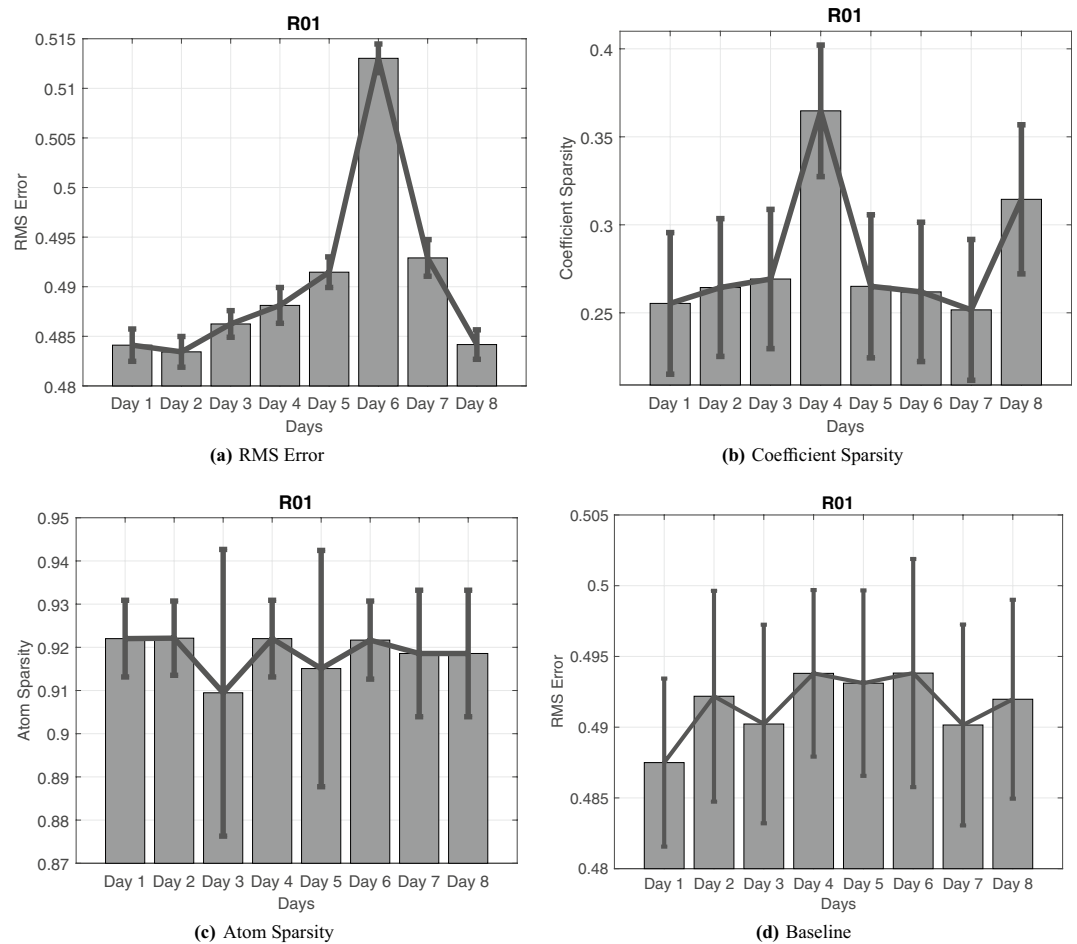 R01
0.515
0.51
0.505
0.5
0.495
0.49
0.485
0.48
RMS Error
Day 1 Day 2 Day 3 Day 4 Day 5 Day 6 Day 7 Day 8
Days
(a) RMS Error
R01
0.4
0.35
0.3
0.25
Coefficient Sparsity
Day 1 Day 2 Day 3 Day 4 Day 5 Day 6 Day 7 Day 8
Days
(b) Coefficient Sparsity
R01
0.95
0.94
0.93
0.92
0.91
0.9
0.89
0.88
0.87
Atom Sparsity
Day 1 Day 2 Day 3 Day 4 Day 5 Day 6 Day 7 Day 8
Days
(c) Atom Sparsity
R01
0.505
0.5
0.495
0.49
0.485
0.48
RMS Error
Day 1 Day 2 Day 3 Day 4 Day 5 Day 6 Day 7 Day 8
Days
(d) Baseline